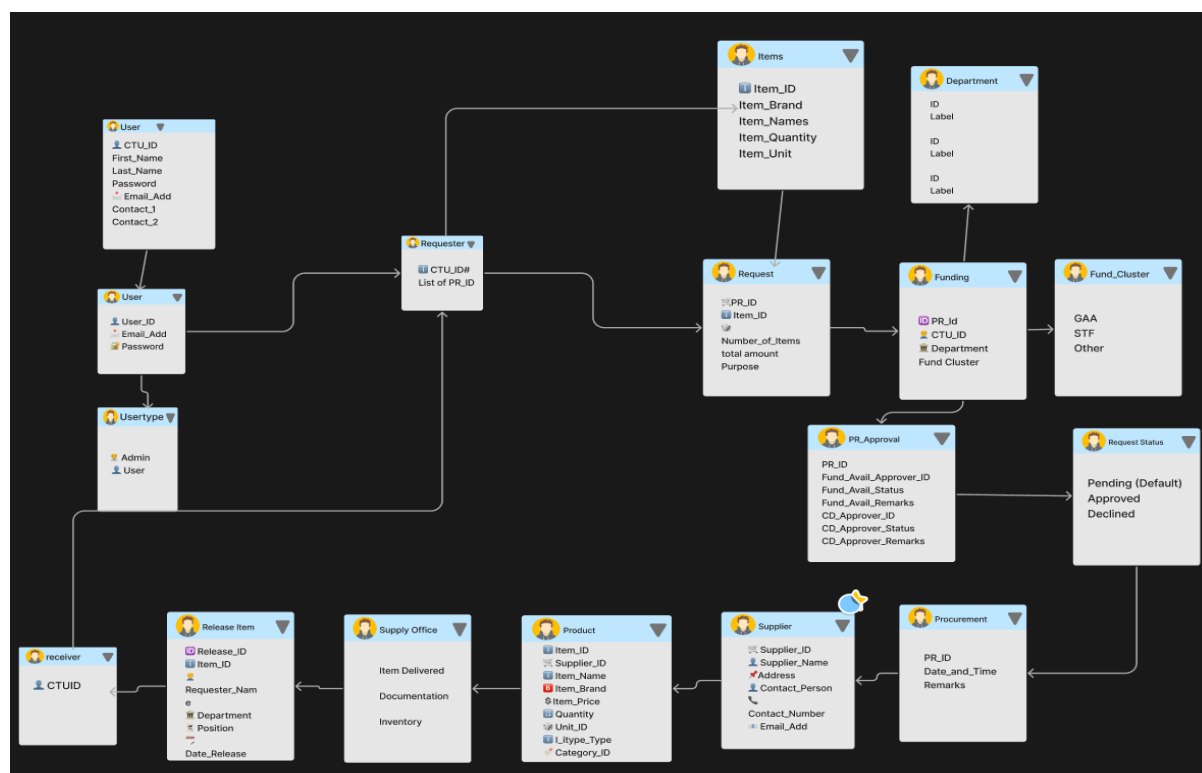 Items
Item_ID
Item_Brand
Item_Names
Item_Quantity
Item_Unit
Department
ID
Label
ID
Label
ID
Label
User
CTU_ID
First_Name
Last_Name
Password
Email_Add
Contact_1
Contact_2
Requester
CTU_ID#
List of PR_ID
Request
PR_ID
Item_ID
Number_of_Items
total amount
Purpose
Funding
PR_Id
CTU_ID
Department
Fund Cluster
Fund_Cluster
GAA
STF
Other
User
User_ID
Email_Add
Password
Usertype
Admin
User
PR_Approval
PR_ID
Fund_Avail_Approver_ID
Fund_Avail_Status
Fund_Avail_Remarks
CD_Approver_ID
CD_Approver_Status
CD_Approver_Remarks
Request Status
Pending (Default)
Approved
Declined
receiver
CTUID
Release Item
Release_ID
Item_ID
Requester_Nam
e
Department
Position
Date_Release
Supply Office
Item Delivered
Documentation
Inventory
Product
Item_ID
Supplier_ID
Item_Name
Item_Brand
$Item_Price
Quantity
Unit_ID
I_itype_Type
Category_ID
Supplier
Supplier_ID
Supplier_Name
Address
Contact_Person
Contact_Number
Email_Add
Procurement
PR_ID
Date_and_Time
Remarks